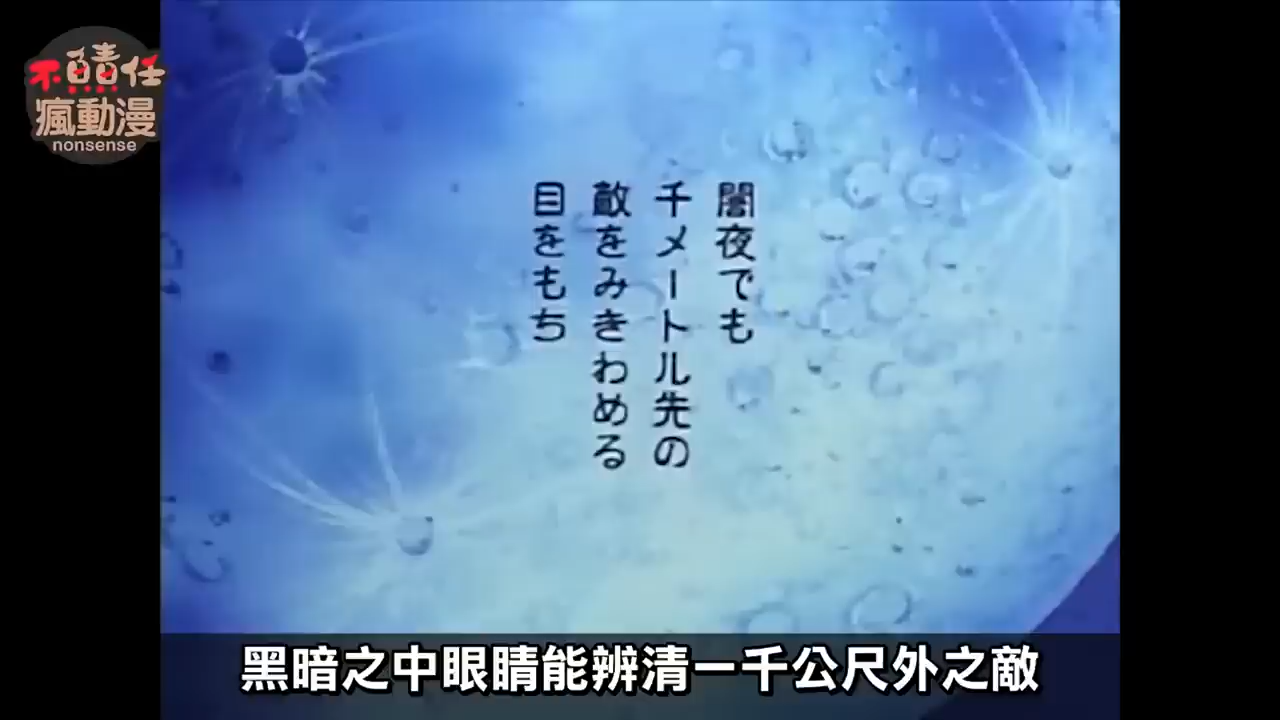 不責任
瘋動漫
nonsense
闇夜でも
千メートル先の
敵をみきわめる
目をもち
黑暗之中眼睛能辨清一千公尺外之敵